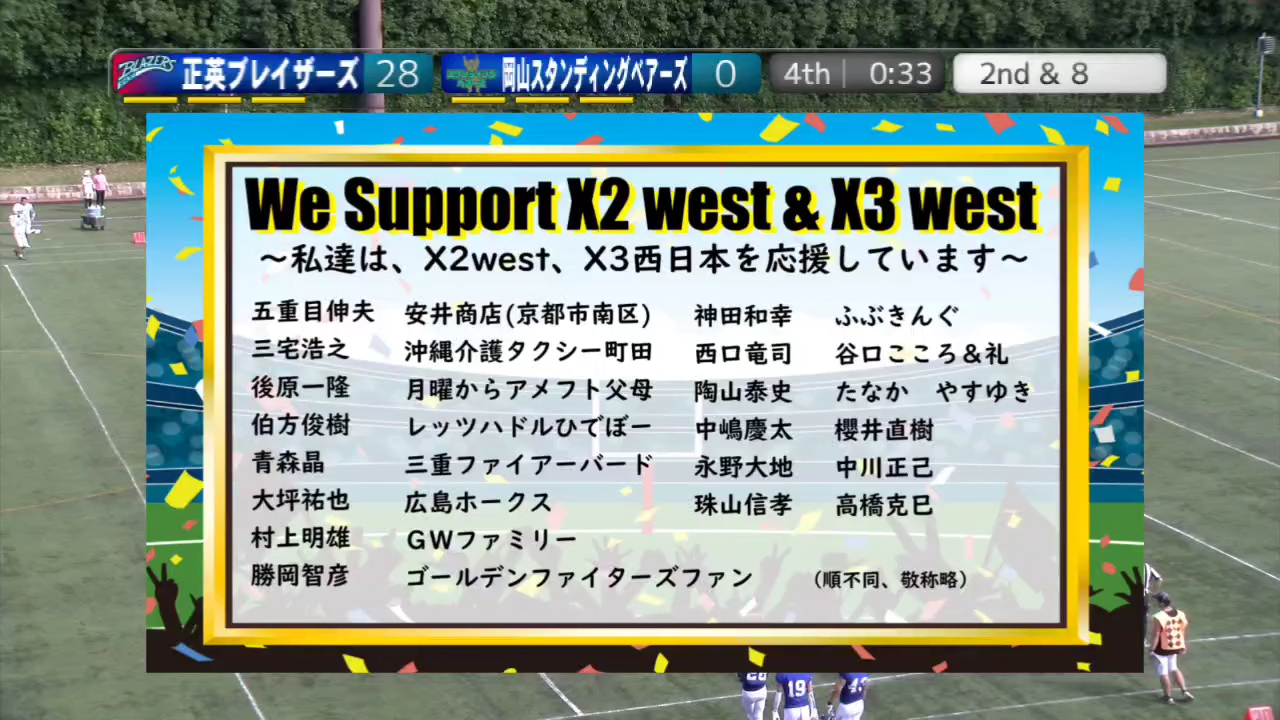 BLAZERS 正英ブレイザーズ 28 岡山スタンディングベアーズ 0 4th 0:33 2nd & 8
We Support X2 west & X3 west
～私達は、X2west、X3西日本を応援しています～
五重目伸夫 安井商店(京都市南区) 神田和幸 ふぶきんぐ
三宅浩之 沖縄介護タクシー町田 西口竜司 谷口こころ&礼
後原一隆 月曜からアメフト父母 陶山泰史 たなか　やすゆき
伯方俊樹 レッツハドルひでぼー 中嶋慶太 櫻井直樹
青森晶 三重ファイアーバード 永野大地 中川正己
大坪祐也 広島ホークス 珠山信孝 高橋克巳
村上明雄 GWファミリー
勝岡智彦 ゴールデンファイターズファン (順不同、敬称略)
19